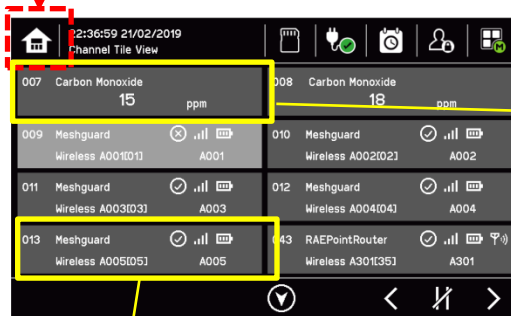 22:36:59 21/02/2019
Channel Tile View
007 Carbon Monoxide
15 ppm
008 Carbon Monoxide
18 ppm
009 Meshguard
Wireless A001[01] A001
010 Meshguard
Wireless A002[02] A002
011 Meshguard
Wireless A003[03] A003
012 Meshguard
Wireless A004[04] A004
013 Meshguard
Wireless A005[05] A005
043 RAEPointRouter
Wireless A301[35] A301